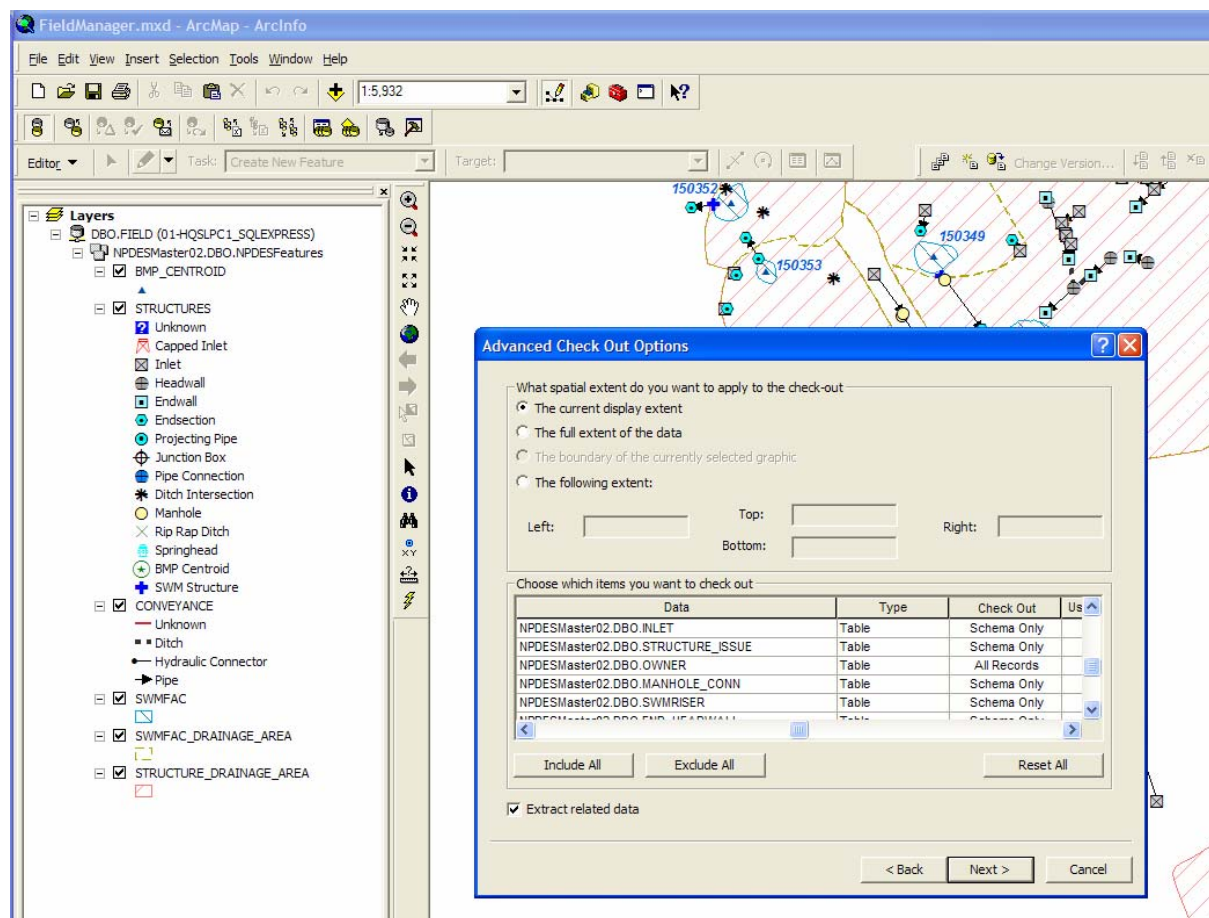 FieldManager.mxd - ArcMap - ArcInfo
File Edit View Insert Selection Tools Window Help
1:5,932
Editor Task: Create New Feature Target: Change Version...
Layers
DBO.FIELD (01-HQSLPC1_SQLEXPRESS)
NPDESMaster02.DBO.NPDESFeatures
BMP_CENTROID
STRUCTURES
Unknown
Capped Inlet
Inlet
Headwall
Endwall
Endsection
Projecting Pipe
Junction Box
Pipe Connection
Ditch Intersection
Manhole
Rip Rap Ditch
Springhead
BMP Centroid
SWM Structure
CONVEYANCE
Unknown
Ditch
Hydraulic Connector
Pipe
SWMFAC
SWMFAC_DRAINAGE_AREA
STRUCTURE_DRAINAGE_AREA
XY
150352
150349
150353
Advanced Check Out Options
What spatial extent do you want to apply to the check-out
The current display extent
The full extent of the data
The boundary of the currently selected graphic
The following extent:
Left: Top: Right:
Bottom:
Choose which items you want to check out
Data Type Check Out Us
NPDESMaster02.DBO.INLET Table Schema Only
NPDESMaster02.DBO.STRUCTURE_ISSUE Table Schema Only
NPDESMaster02.DBO.OWNER Table All Records
NPDESMaster02.DBO.MANHOLE_CONN Table Schema Only
NPDESMaster02.DBO.SWMRISER Table Schema Only
NPDESMaster02.DBO.END_HEADWALL Table Schema Only
Include All Exclude All Reset All
Extract related data
< Back Next > Cancel